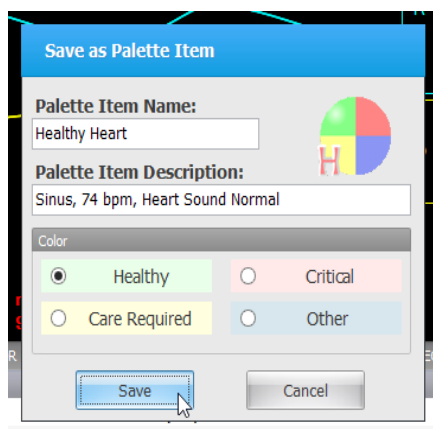 Save as Palette Item
Palette Item Name:
Healthy Heart
H
Palette Item Description:
Sinus, 74 bpm, Heart Sound Normal
Color
Healthy
Critical
Care Required
Other
Save
Cancel